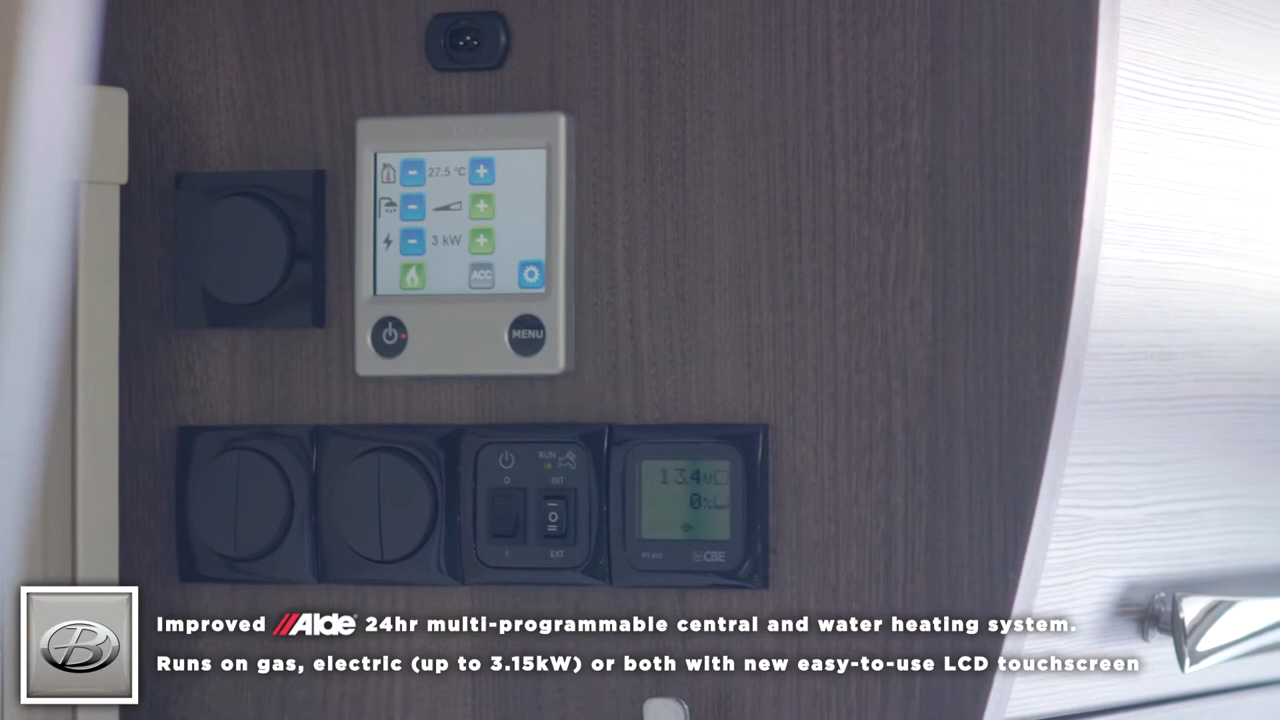 27.5 °C
3 kW
ACC
MENU
RUN
0
INT
I
EXT
13.4v
0%
CBE
B
Improved Alde 24hr multi-programmable central and water heating system.
Runs on gas, electric (up to 3.15kW) or both with new easy-to-use LCD touchscreen